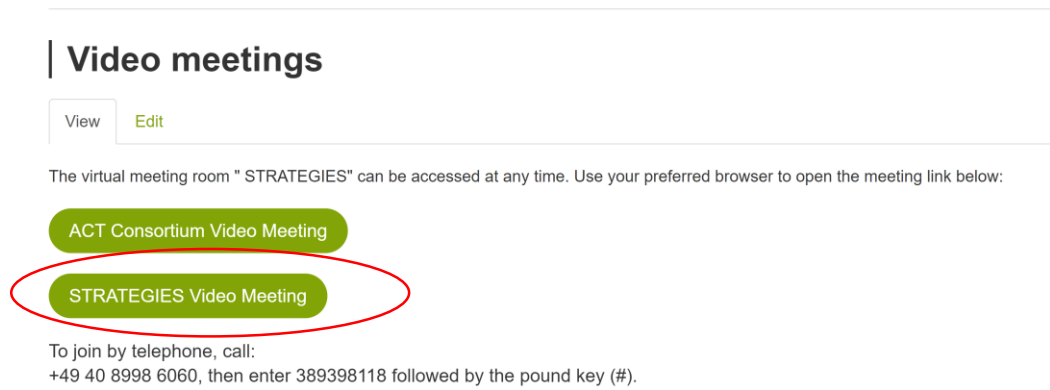 Video meetings
View
Edit
The virtual meeting room " STRATEGIES" can be accessed at any time. Use your preferred browser to open the meeting link below:
ACT Consortium Video Meeting
STRATEGIES Video Meeting
To join by telephone, call:
+49 40 8998 6060, then enter 389398118 followed by the pound key (#).